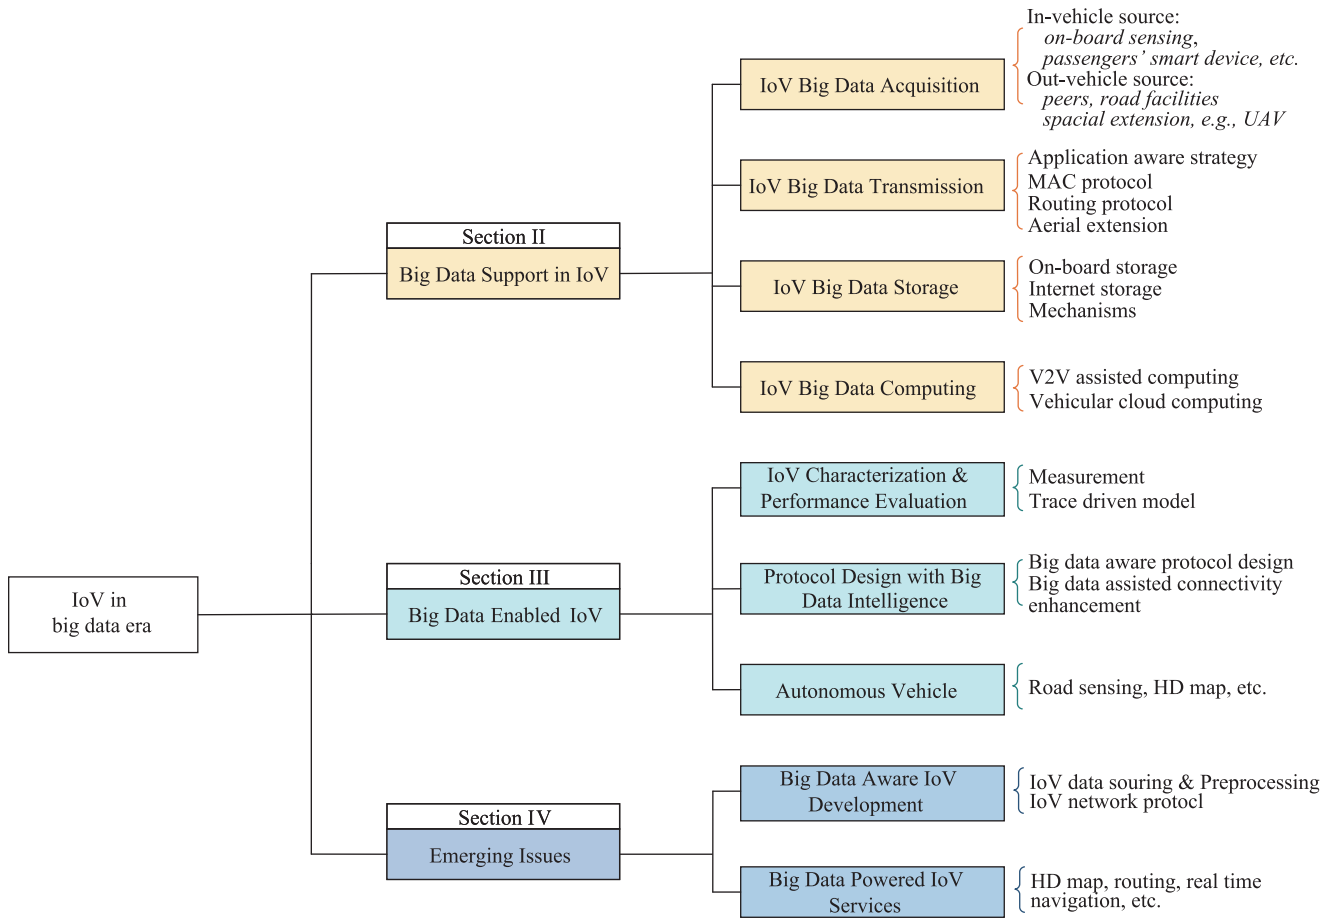 IoV in
big data era
Section II
Big Data Support in IoV
IoV Big Data Acquisition
In-vehicle source:
on-board sensing,
passengers' smart device, etc.
Out-vehicle source:
peers, road facilities
spacial extension, e.g., UAV
IoV Big Data Transmission
Application aware strategy
MAC protocol
Routing protocol
Aerial extension
IoV Big Data Storage
On-board storage
Internet storage
Mechanisms
IoV Big Data Computing
V2V assisted computing
Vehicular cloud computing
Section III
Big Data Enabled IoV
IoV Characterization &
Performance Evaluation
Measurement
Trace driven model
Protocol Design with Big
Data Intelligence
Big data aware protocol design
Big data assisted connectivity
enhancement
Autonomous Vehicle
Road sensing, HD map, etc.
Section IV
Emerging Issues
Big Data Aware IoV
Development
IoV data souring & Preprocessing
IoV network protocl
Big Data Powered IoV
Services
HD map, routing, real time
navigation, etc.